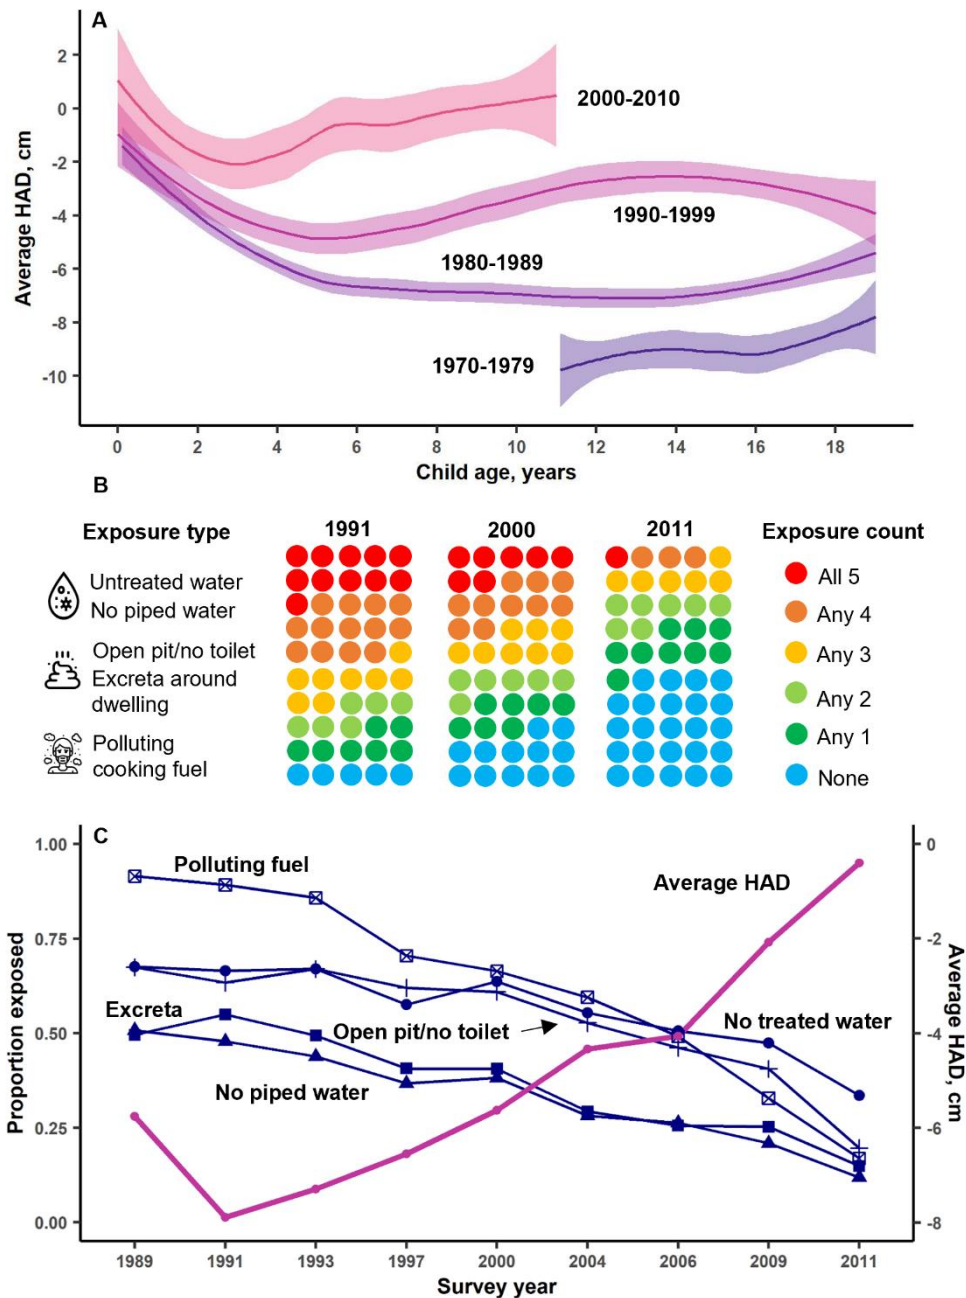 A
2
0
-2
-4
-6
-8
-10
Average HAD, cm
2000-2010
1990-1999
1980-1989
1970-1979
0 2 4 6 8 10 12 14 16 18
Child age, years
B
Exposure type
1991 2000 2011
Exposure count
Untreated water
No piped water
Open pit/no toilet
Excreta around
dwelling
Polluting
cooking fuel
All 5
Any 4
Any 3
Any 2
Any 1
None
C
1.00
0.75
0.50
0.25
0.00
Proportion exposed
Polluting fuel
Average HAD
Excreta
Open pit/no toilet
No treated water
No piped water
0
-2
-4
-6
-8
Average HAD, cm
1989 1991 1993 1997 2000 2004 2006 2009 2011
Survey year